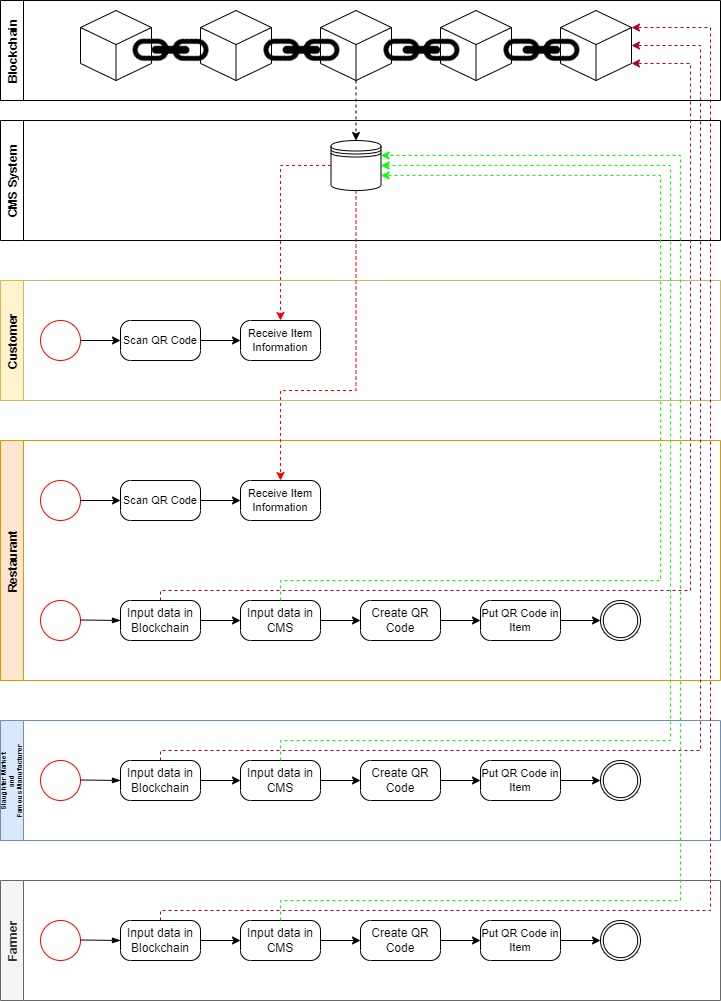 Blockchain
CMS System
Customer
Scan QR Code
Receive Item
Information
Restaurant
Scan QR Code
Receive Item
Information
Input data in
Blockchain
Input data in
CMS
Create QR
Code
Put QR Code in
Item
Slaughter Market
and
Famous Manufacturer
Input data in
Blockchain
Input data in
CMS
Create QR
Code
Put QR Code in
Item
Farmer
Input data in
Blockchain
Input data in
CMS
Create QR
Code
Put QR Code in
Item